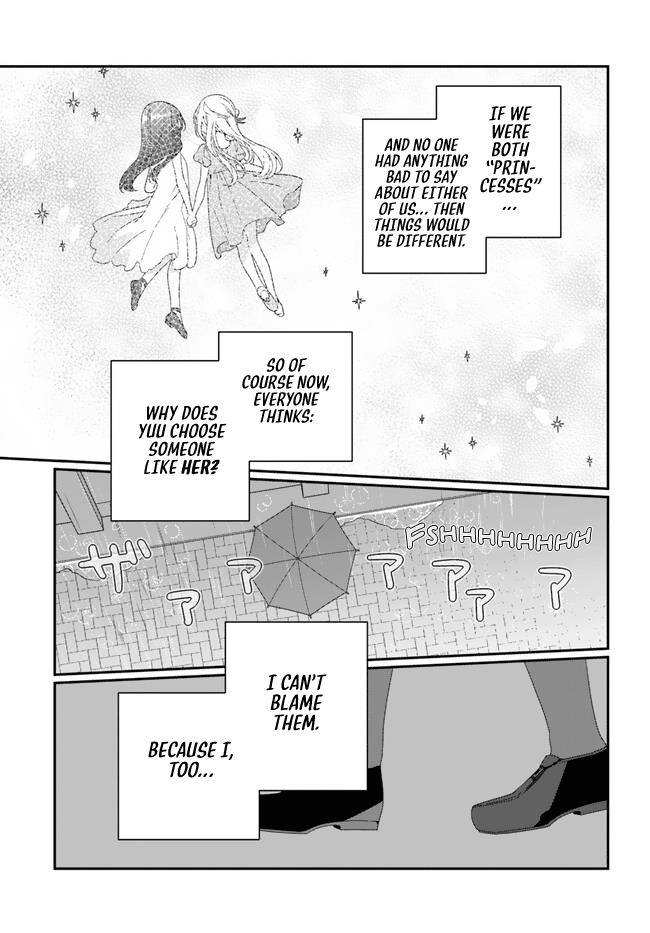 IF WE
WERE
BOTH
“PRIN-
CESSES”
...
AND NO ONE
HAD ANYTHING
BAD TO SAY
ABOUT EITHER
OF US... THEN
THINGS WOULD
BE DIFFERENT.
SO OF
COURSE NOW,
EVERYONE
THINKS:
WHY DOES
YUU CHOOSE
SOMEONE
LIKE HER?
FSHHHHHHHHH
ザアアアアアア
I CAN'T
BLAME
THEM.
BECAUSE I,
TOO...